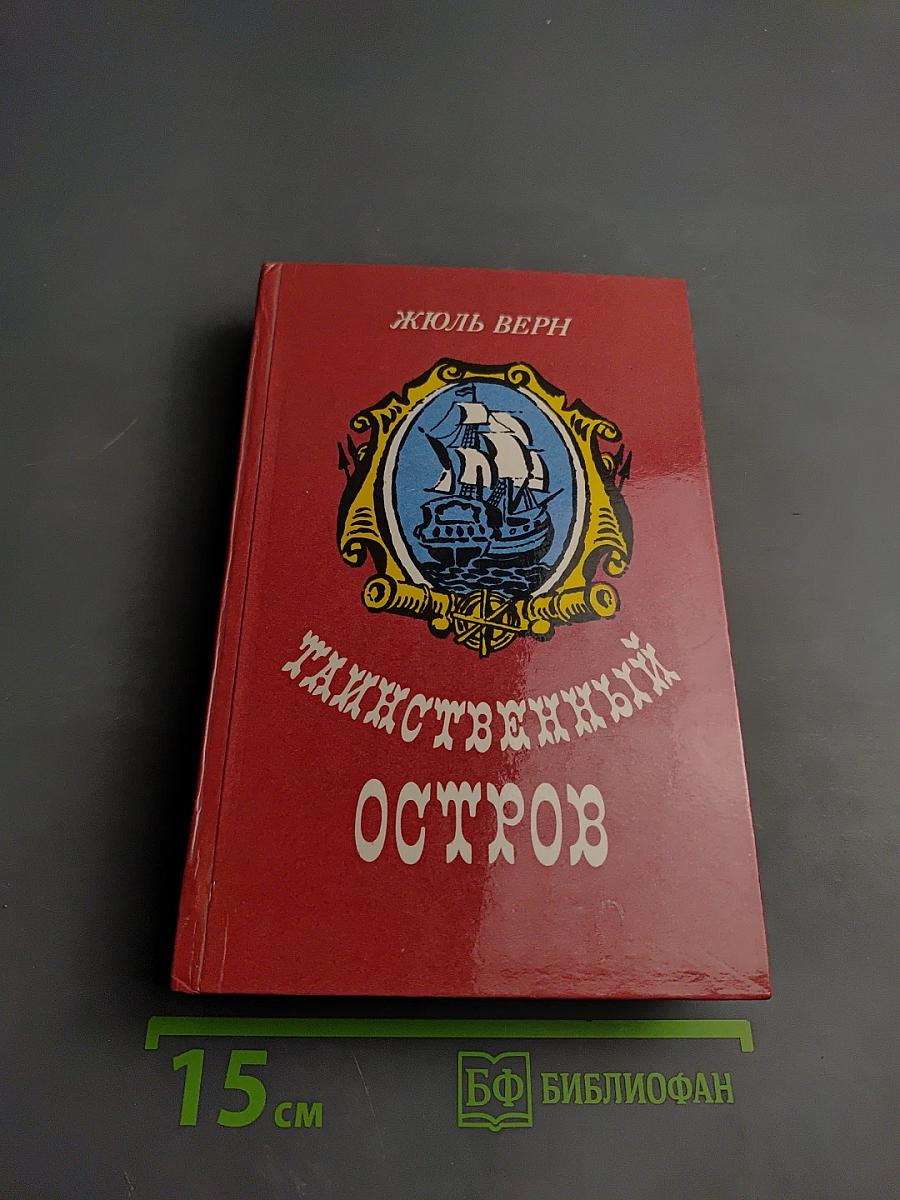 ЖЮЛЬ ВЕРН
ТАИНСТВЕННЫЙ
ОСТРОВ
15 см
БФ БИБЛИОФАН